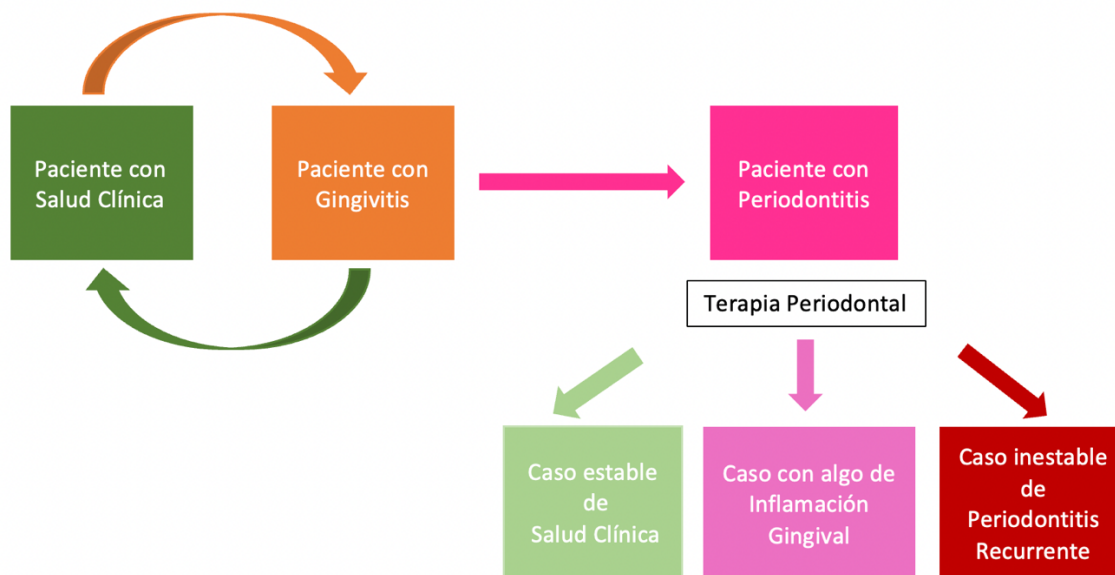 Paciente con
Salud Clínica
Paciente con
Gingivitis
Paciente con
Periodontitis
Terapia Periodontal
Caso estable
de
Salud Clínica
Caso con algo de
Inflamación
Gingival
Caso inestable
de
Periodontitis
Recurrente